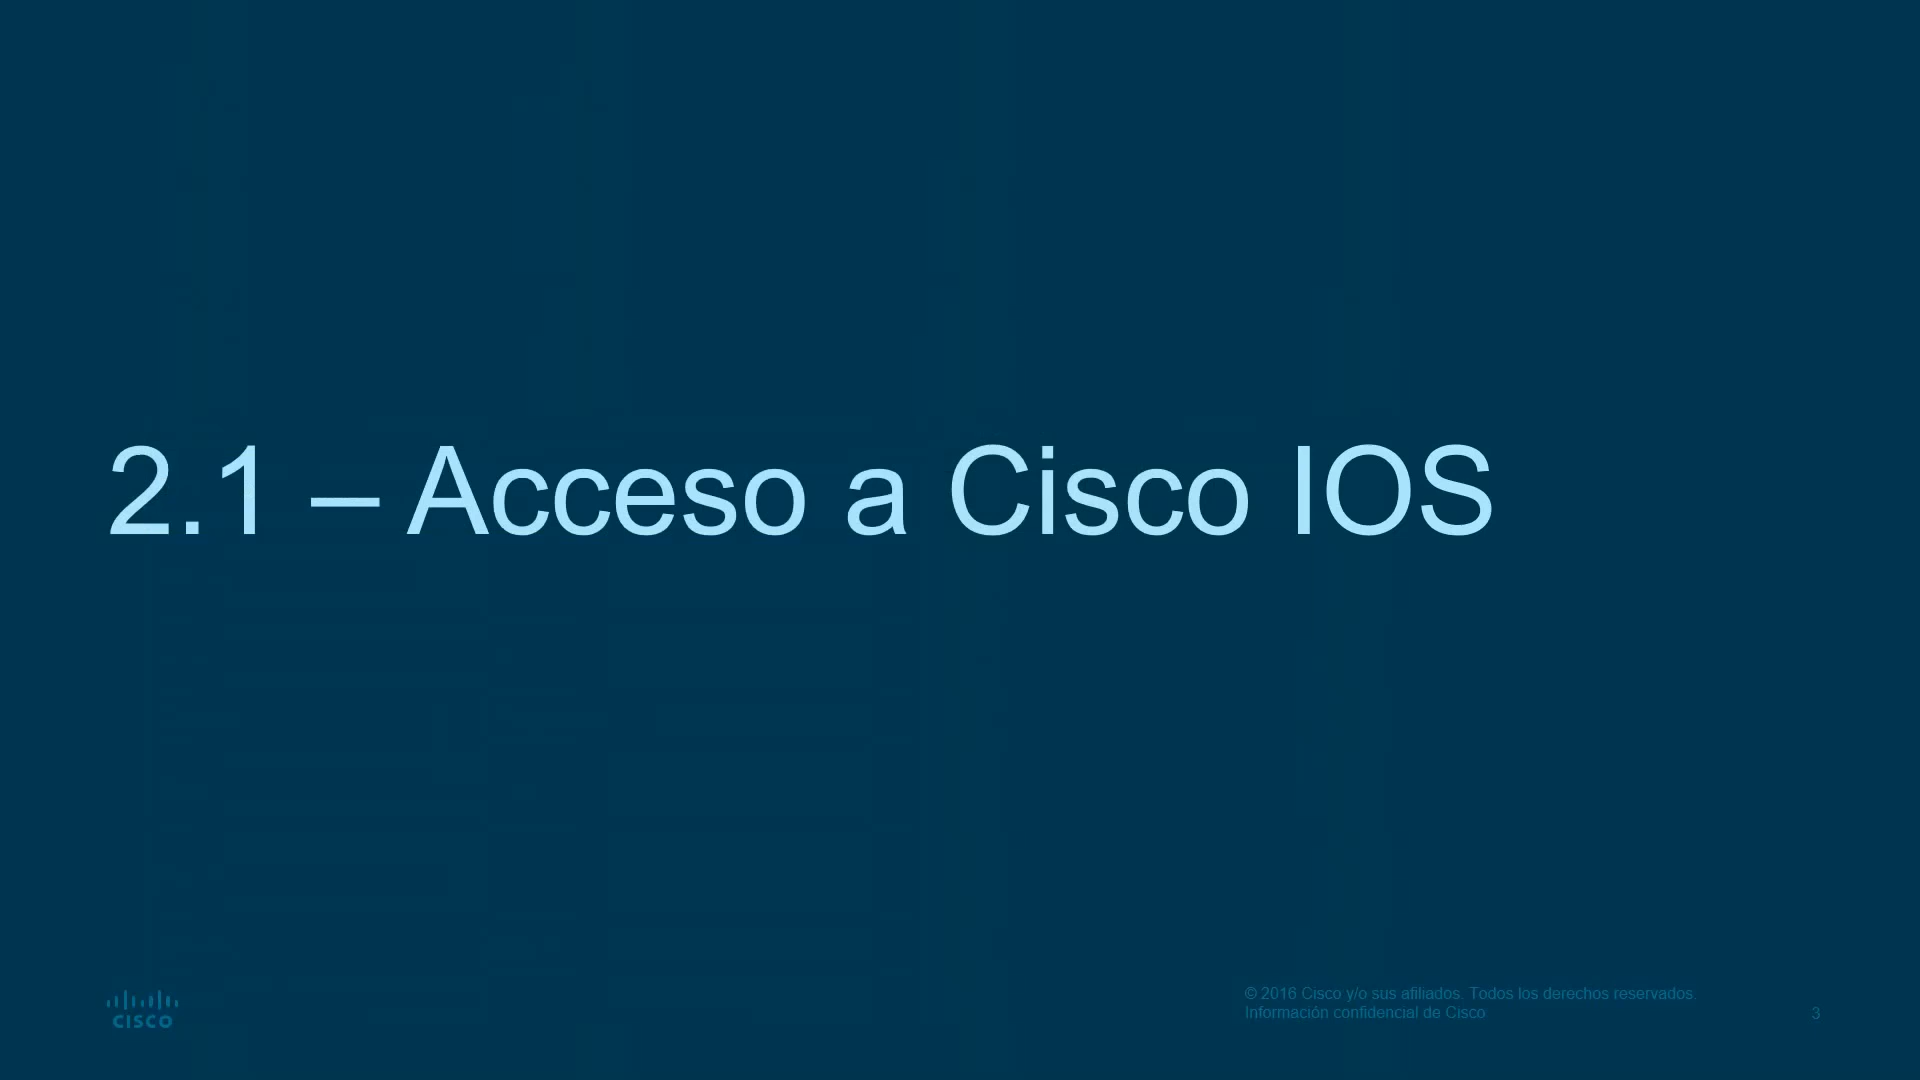 2.1 – Acceso a Cisco IOS
CISCO
© 2016 Cisco y/o sus afiliados. Todos los derechos reservados.
Información confidencial de Cisco
3